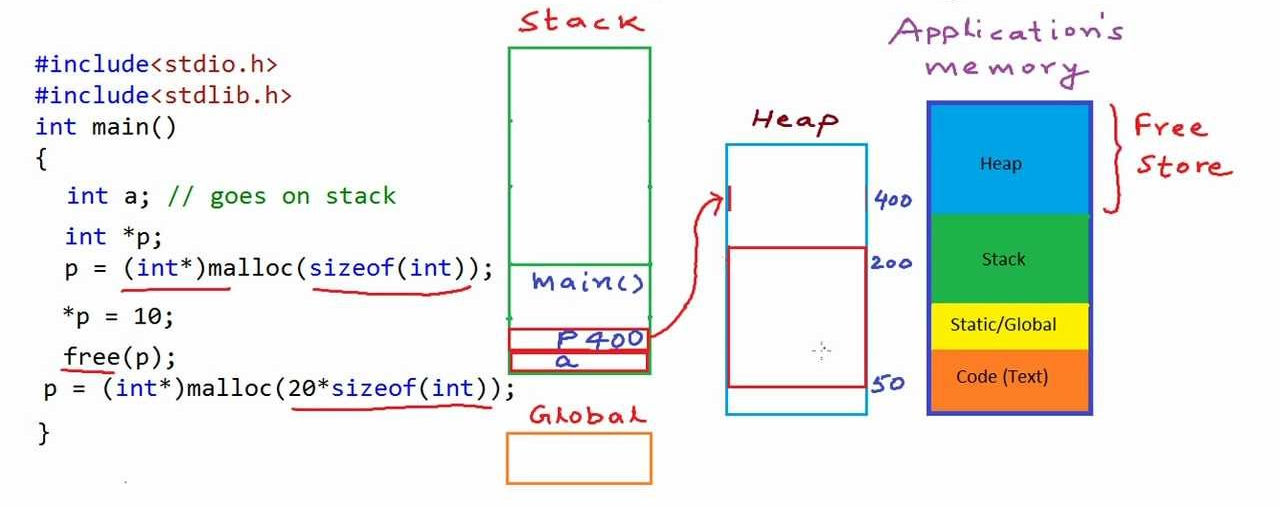 #include<stdio.h>
#include<stdlib.h>
int main()
{
int a; // goes on stack
int *p;
p = (int*)malloc(sizeof(int));
*p = 10;
free(p);
p = (int*)malloc(20*sizeof(int));
}
Stack
main()
P 400
a
Global
Heap
400
200
50
Application's
memory
Heap
Stack
Static/Global
Code (Text)
Free
Store